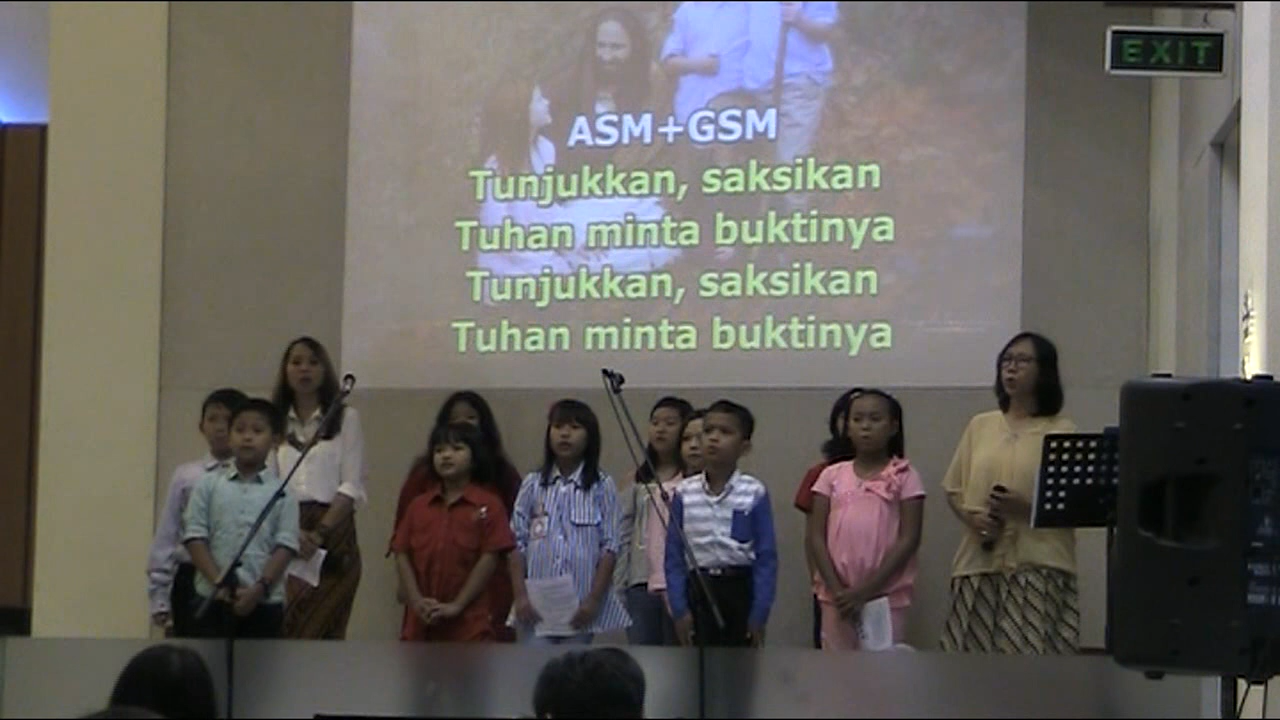 EXIT
ASM+GSM
Tunjukkan, saksikan
Tuhan minta buktinya
Tunjukkan, saksikan
Tuhan minta buktinya